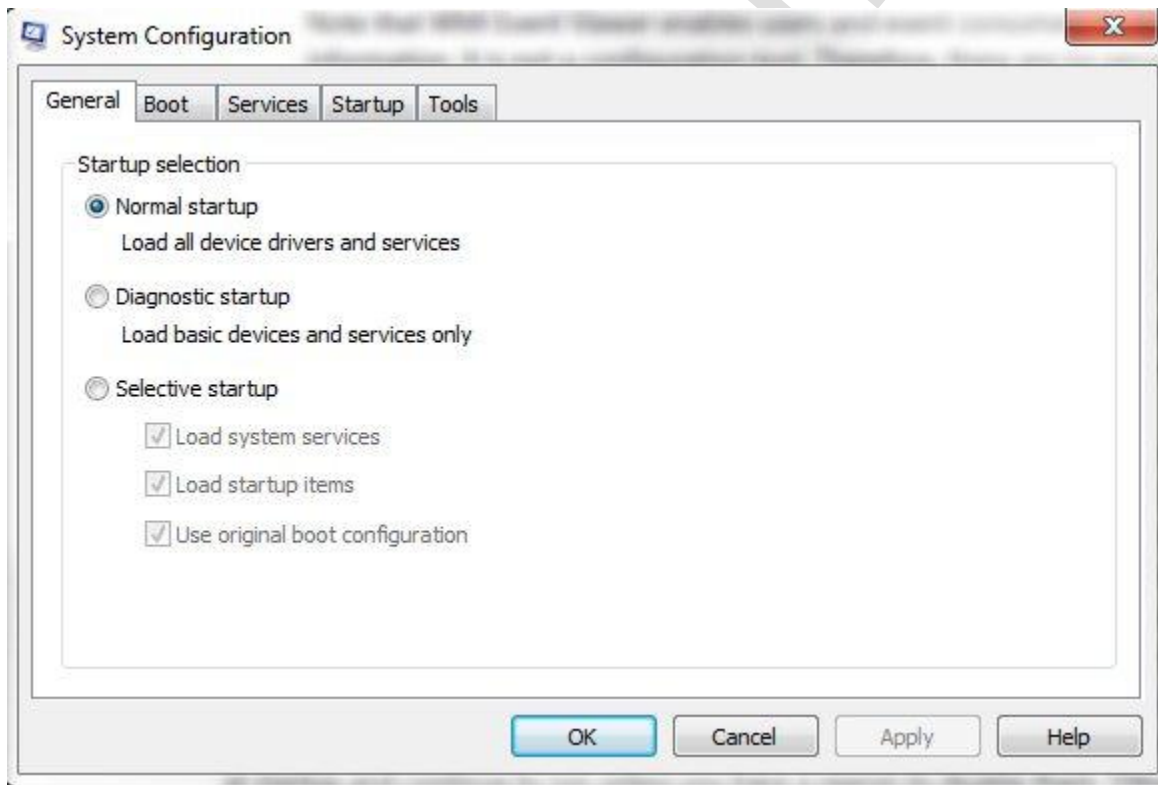 System Configuration
General Boot Services Startup Tools
Startup selection
Normal startup
Load all device drivers and services
Diagnostic startup
Load basic devices and services only
Selective startup
Load system services
Load startup items
Use original boot configuration
OK Cancel Apply Help